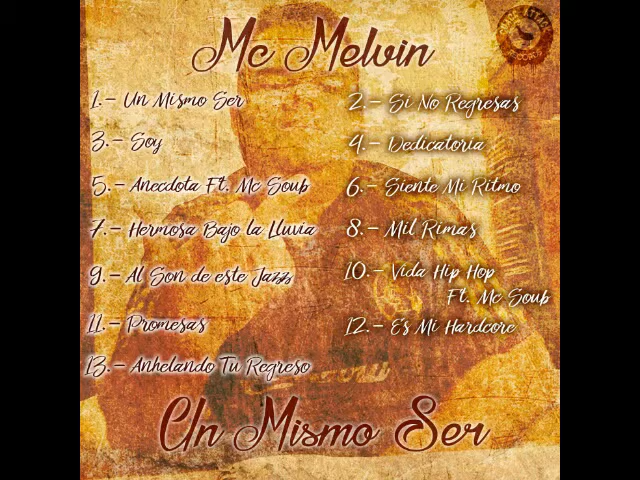 Mc Melvin
1.- Un Mismo Ser
2.- Si No Regresas
3.- Soy
4.- Dedicatoria
5.- Anecdota Ft. Mc Soup
6.- Siente Mi Ritmo
7.- Hermosa Bajo la Lluvia
8.- Mil Rimas
9.- Al Son de este Jazz
10.- Vida Hip Hop
Ft. Mc Soup
11.- Promesas
12.- Es Mi Hardcore
13.- Anhelando Tu Regreso
Un Mismo Ser